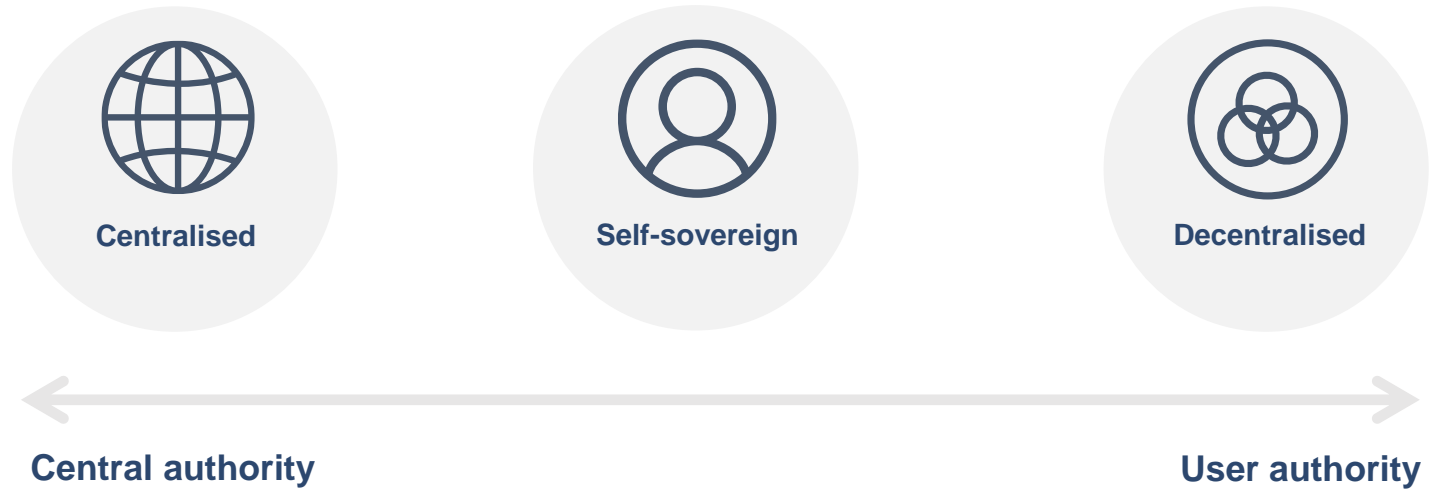 Centralised
Self-sovereign
Decentralised
Central authority
User authority